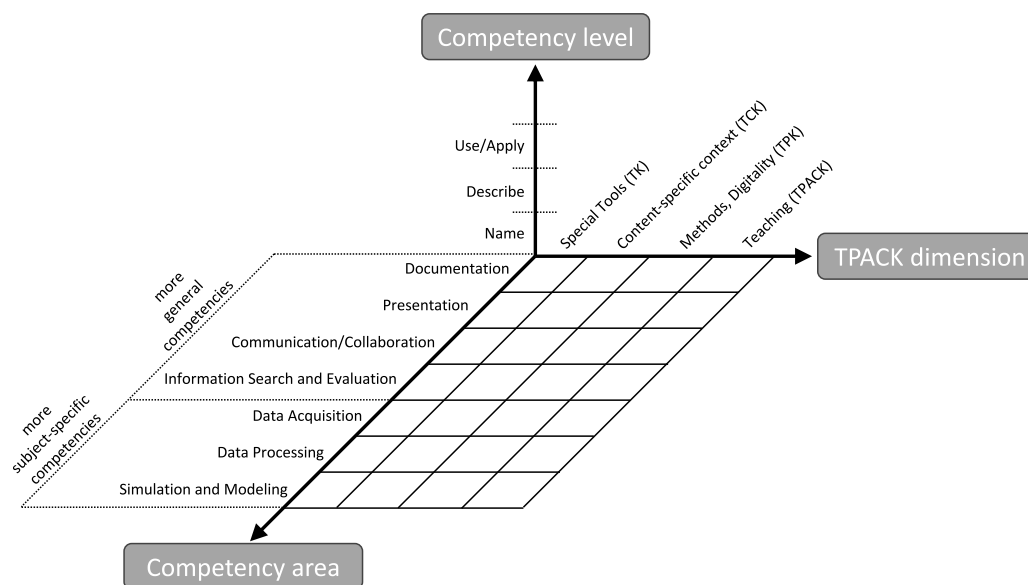 Competency level
Use/Apply
Describe
Name
Special Tools (TK)
Content-specific context (TCK)
Methods, Digitality (TPK)
Teaching (TPACK)
TPACK dimension
more
general
competencies
Documentation
Presentation
Communication/Collaboration
Information Search and Evaluation
more
subject-specific
competencies
Data Acquisition
Data Processing
Simulation and Modeling
Competency area